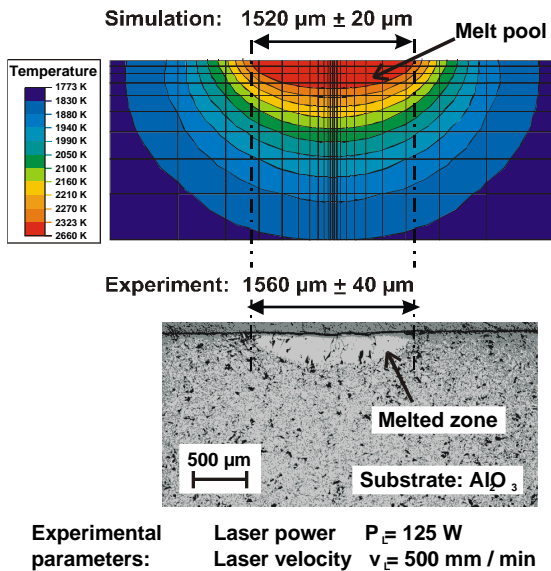 Simulation: 1520 µm ± 20 µm
Melt pool
Temperature
1773 K
1830 K
1880 K
1940 K
1990 K
2050 K
2100 K
2160 K
2210 K
2270 K
2323 K
2660 K
Experiment: 1560 µm ± 40 µm
Melted zone
500 µm
Substrate: Al2O3
Experimental Laser power PL= 125 W
parameters: Laser velocity vL= 500 mm / min